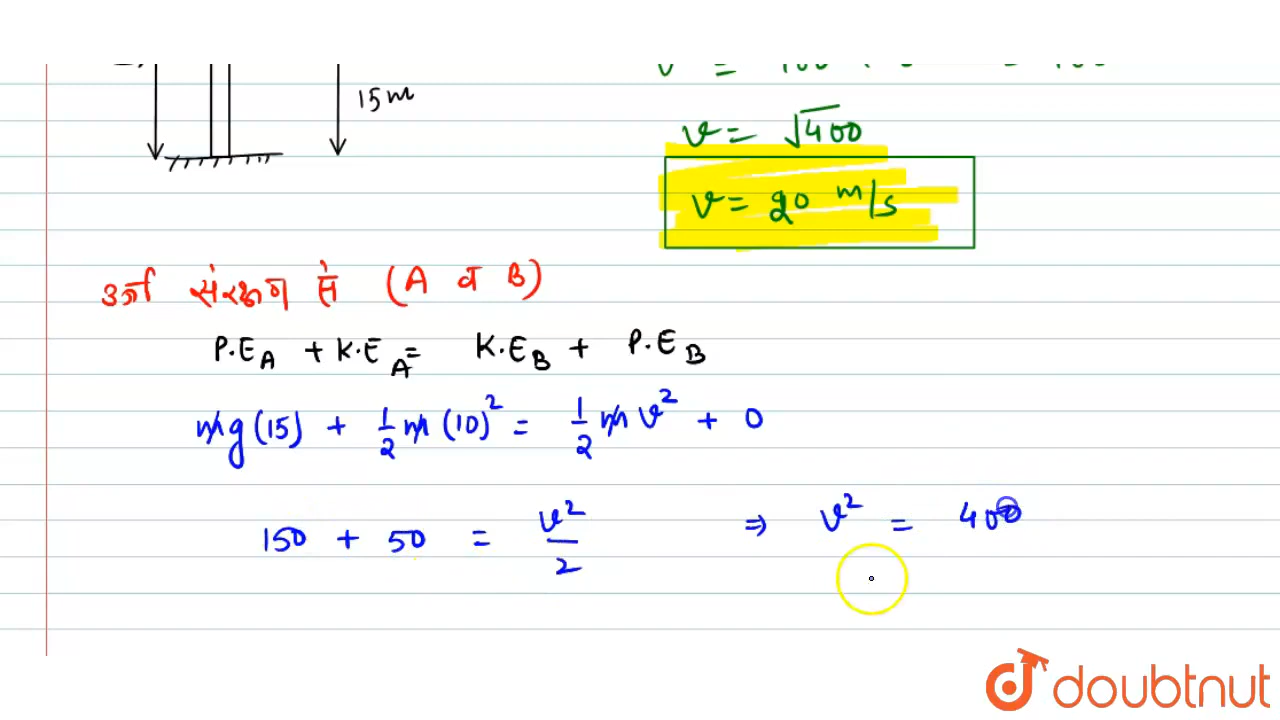 15m
v = √400
v = 20 m/s
उर्जा संरक्षण से (A व B)
P.E_A + K.E_A = K.E_B + P.E_B
mg(15) + 1/2 m(10)² = 1/2 m v² + 0
150 + 50 = v²/2 ⇒ v² = 400
doubtnut